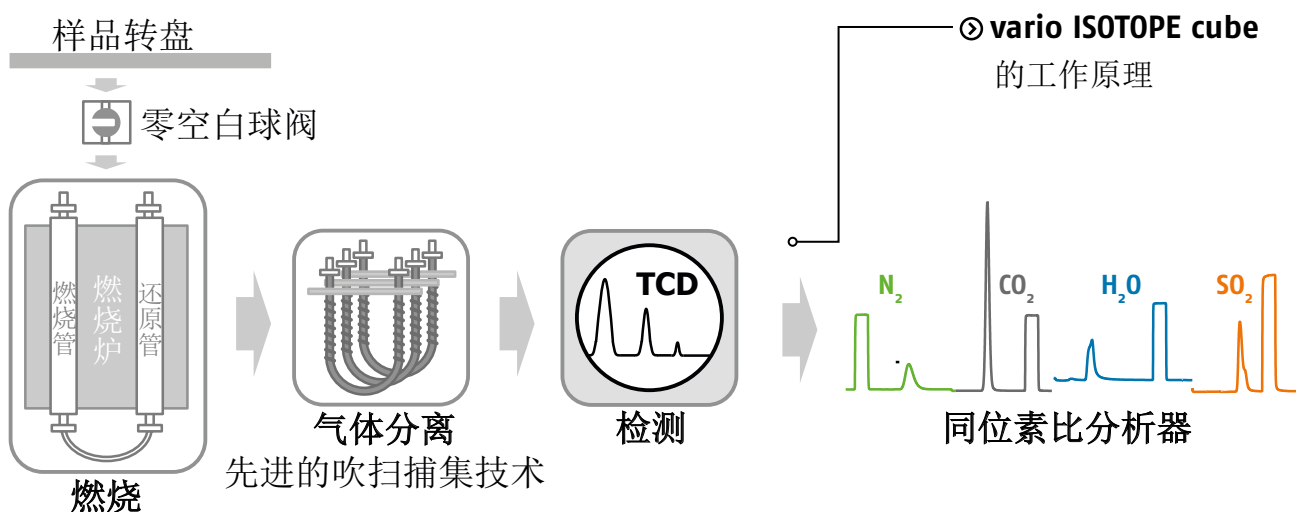 样品转盘
零空白球阀
vario ISOTOPE cube
的工作原理
燃烧管
燃烧炉
还原管
燃烧
气体分离
先进的吹扫捕集技术
TCD
检测
N₂
CO₂
H₂O
SO₂
同位素比分析器